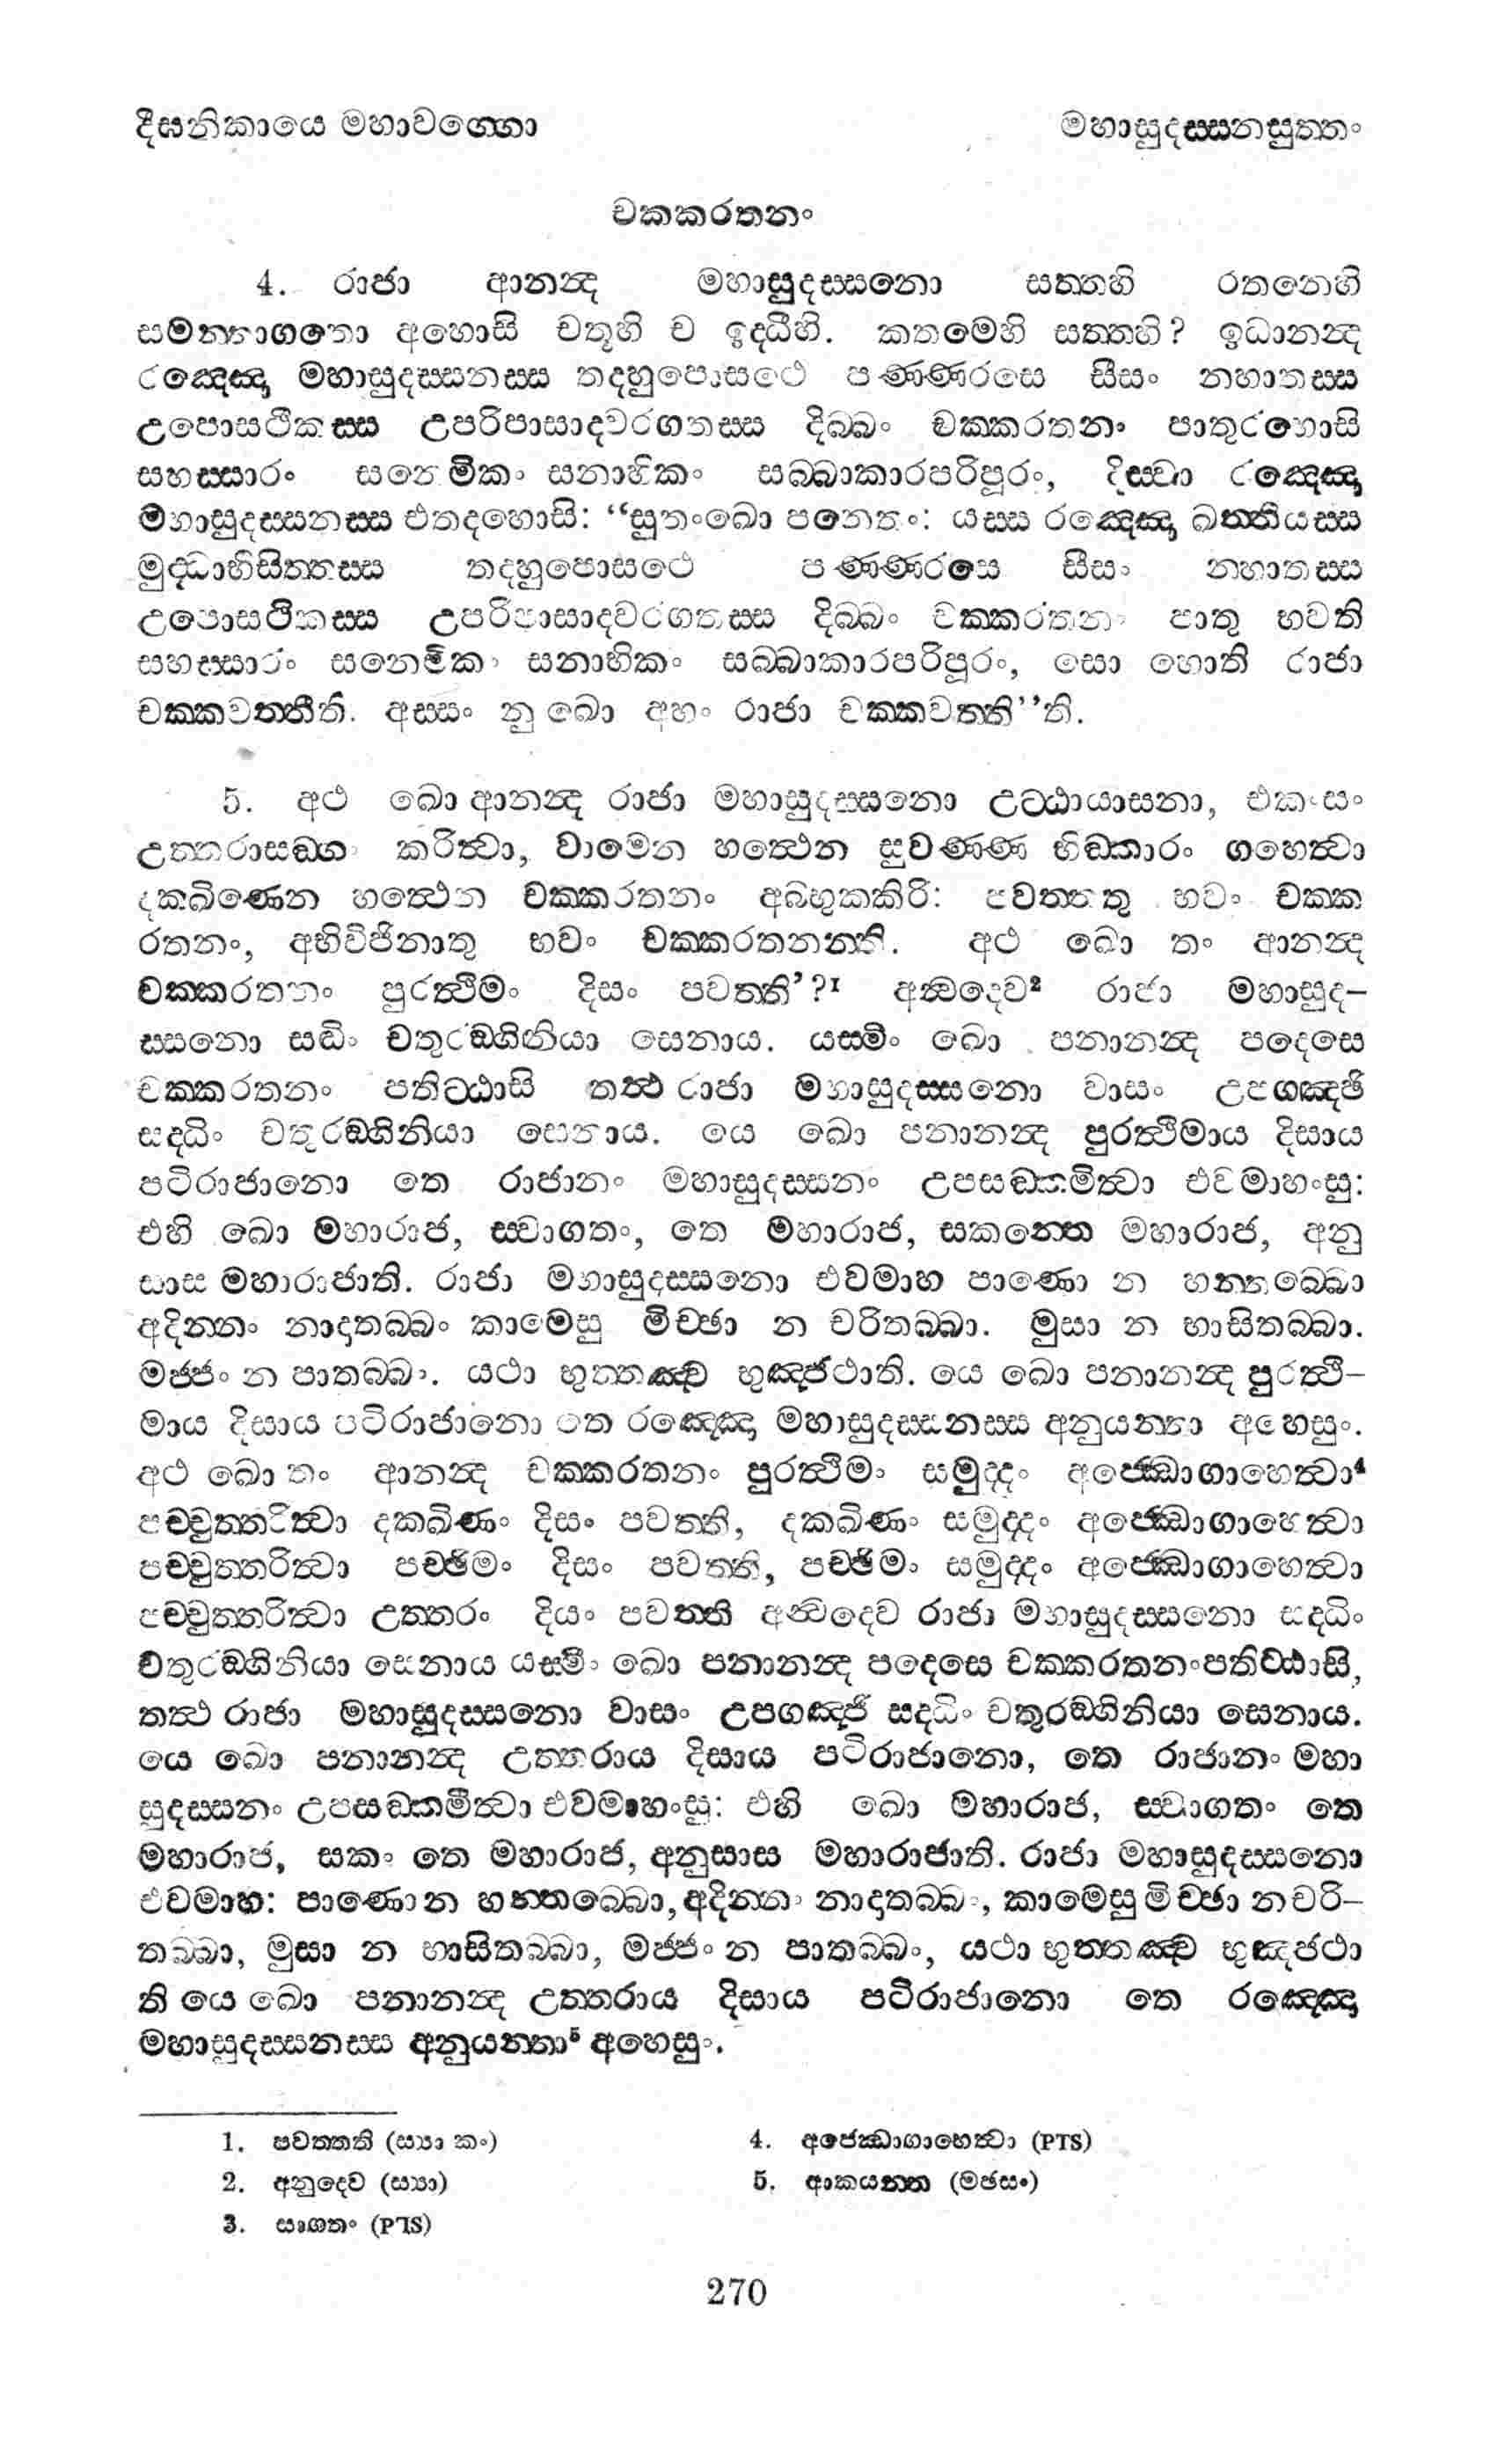 දීඝනිකායෙ මහාවග්ගො මහාසුදස්සනසුත්තං
චක්කරතනං
4. රාජා ආනන්ද මහාසුදස්සනො සත්තහි රතනෙහි
සමන්නාගතො අහොසි චතූහි ච ඉද්ධීහි. කතමෙහි සත්තහි? ඉධානන්ද
රඤ්ඤො මහාසුදස්සනස්ස තදහුපොසථෙ පණ්ණරසෙ සීසං නහාතස්ස
උපොසථිකස්ස උපරිපාසාදවරගතස්ස දිබ්බං චක්කරතනං පාතුරහොසි
සහස්සාරං සනෙමිකං සනාභිකං සබ්බාකාරපරිපූරං, දිස්වා රඤ්ඤො
මහාසුදස්සනස්ස එතදහොසි: “සුතංඛො පනෙතං: යස්ස රඤ්ඤො ඛත්තියස්ස
මුද්ධාභිසිත්තස්ස තදහුපොසථෙ පණ්ණරසෙ සීසං නහාතස්ස
උපොසථිකස්ස උපරිපාසාදවරගතස්ස දිබ්බං චක්කරතනං පාතු භවති
සහස්සාරං සනෙමිකං සනාභිකං සබ්බාකාරපරිපූරං, සො හොති රාජා
චක්කවත්තීති. අස්සං නු ඛො අහං රාජා චක්කවත්ති’’ති.
5. අථ ඛො ආනන්ද රාජා මහාසුදස්සනො උට්ඨායාසනා, එකංසං
උත්තරාසඞ්ගං කරිත්වා, වාමෙන හත්ථෙන සුවණ්ණ භිඞ්කාරං ගහෙත්වා
දක්ඛිණෙන හත්ථෙන චක්කරතනං අබ්භුක්කිරි: පවත්තතු භවං චක්ක
රතනං, අභිවිජිනාතු භවං චක්කරතනන්ති. අථ ඛො තං ආනන්ද
චක්කරතනං පුරත්ථිමං දිසං පවත්ති’?¹ අන්වදෙව² රාජා මහාසුද–
ස්සනො සද්ධිං චතුරඞ්ගිනියා සෙනාය. යස්මිං ඛො පනානන්ද පදෙසෙ
චක්කරතනං පතිට්ඨාසි තත්ථ රාජා මහාසුදස්සනො වාසං උපගඤ්ඡි
සද්ධිං චතුරඞ්ගිනියා සෙනාය. යෙ ඛො පනානන්ද පුරත්ථිමාය දිසාය
පටිරාජානො තෙ රාජානං මහාසුදස්සනං උපසඞ්කමිත්වා එවමාහංසු:
එහි ඛො මහාරාජ, ස්වාගතං, තෙ මහාරාජ, සකන්තෙ මහාරාජ, අනු
සාස මහාරාජාති. රාජා මහාසුදස්සනො එවමාහ පාණො න හන්තබ්බො
අදින්නං නාදාතබ්බං කාමෙසු මිච්ඡා න චරිතබ්බා. මුසා න භාසිතබ්බා.
මජ්ජං න පාතබ්බං. යථා භුත්තඤ්ච භුඤ්ජථාති. යෙ ඛො පනානන්ද පුරත්ථි–
මාය දිසාය පටිරාජානො තෙ රඤ්ඤො මහාසුදස්සනස්ස අනුයන්තා අහෙසුං.
අථ ඛො තං ආනන්ද චක්කරතනං පුරත්ථිමං සමුද්දං අජ්ඣොගාහෙත්වා⁴
පච්චුත්තරිත්වා දක්ඛිණං දිසං පවත්ති, දක්ඛිණං සමුද්දං අජ්ඣොගාහෙත්වා
පච්චුත්තරිත්වා පච්ඡිමං දිසං පවත්ති, පච්ඡිමං සමුද්දං අජ්ඣොගාහෙත්වා
පච්චුත්තරිත්වා උත්තරං දියං පවත්ති අන්වදෙව රාජා මහාසුදස්සනො සද්ධිං
චතුරඞ්ගිනියා සෙනාය යස්මිං ඛො පනානන්ද පදෙසෙ චක්කරතනංපතිට්ඨාසි,
තත්ථ රාජා මහාසුදස්සනො වාසං උපගඤ්ජි සද්ධිං චතුරඞ්ගිනියා සෙනාය.
යෙ ඛො පනානන්ද උත්තරාය දිසාය පටිරාජානො, තෙ රාජානං මහා
සුදස්සනං උපසඞ්කමිත්වා එවමාහංසු: එහි ඛො මහාරාජ, ස්වාගතං තෙ
මහාරාජ, සකං තෙ මහාරාජ, අනුසාස මහාරාජාති. රාජා මහාසුදස්සනො
එවමාහ: පාණො න හන්තබ්බො, අදින්නං නාදාතබ්බං, කාමෙසු මිච්ඡා න චරි–
තබ්බා, මුසා න භාසිතබ්බා, මජ්ජං න පාතබ්බං, යථා භුත්තඤ්ච භුඤ්ජථා
ති යෙ ඛො පනානන්ද උත්තරාය දිසාය පටිරාජානො තෙ රඤ්ඤො
මහාසුදස්සනස්ස අනුයන්තා⁵ අහෙසුං.
1. පවත්තති (ස්‍යා කං) 4. අජ්ඣොගාහෙත්වා (PTS)
2. අනුදෙව (ස්‍යා) 5. ආකයන්ත (මඡසං)
3. සාගතං (PTS)
270